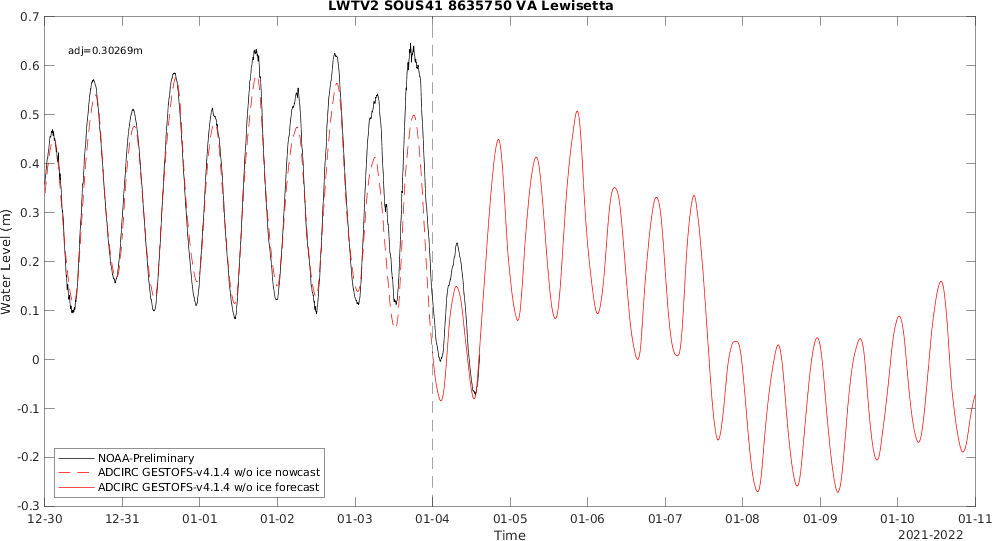 LWTV2 SOUS41 8635750 VA Lewisetta
adj=0.30269m
Water Level (m)
0.7
0.6
0.5
0.4
0.3
0.2
0.1
0
-0.1
-0.2
-0.3
NOAA-Preliminary
ADCIRC GESTOFS-v4.1.4 w/o ice nowcast
ADCIRC GESTOFS-v4.1.4 w/o ice forecast
12-30 12-31 01-01 01-02 01-03 01-04 01-05 01-06 01-07 01-08 01-09 01-10 01-11
Time
2021-2022